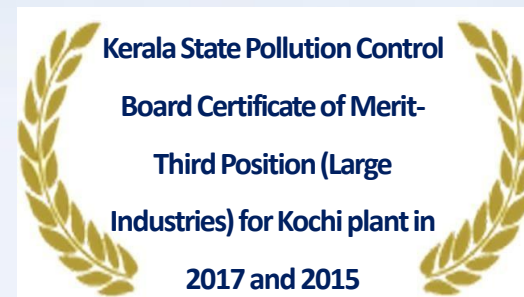 Kerala State Pollution Control
Board Certificate of Merit-
Third Position (Large
Industries) for Kochi plant in
2017 and 2015